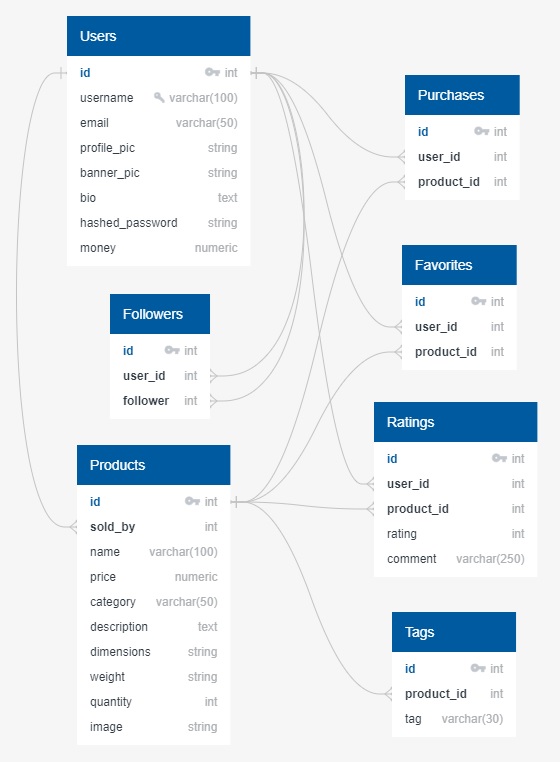 Users
id int
username varchar(100)
email varchar(50)
profile_pic string
banner_pic string
bio text
hashed_password string
money numeric
Followers
id int
user_id int
follower int
Products
id int
sold_by int
name varchar(100)
price numeric
category varchar(50)
description text
dimensions string
weight string
quantity int
image string
Purchases
id int
user_id int
product_id int
Favorites
id int
user_id int
product_id int
Ratings
id int
user_id int
product_id int
rating int
comment varchar(250)
Tags
id int
product_id int
tag varchar(30)